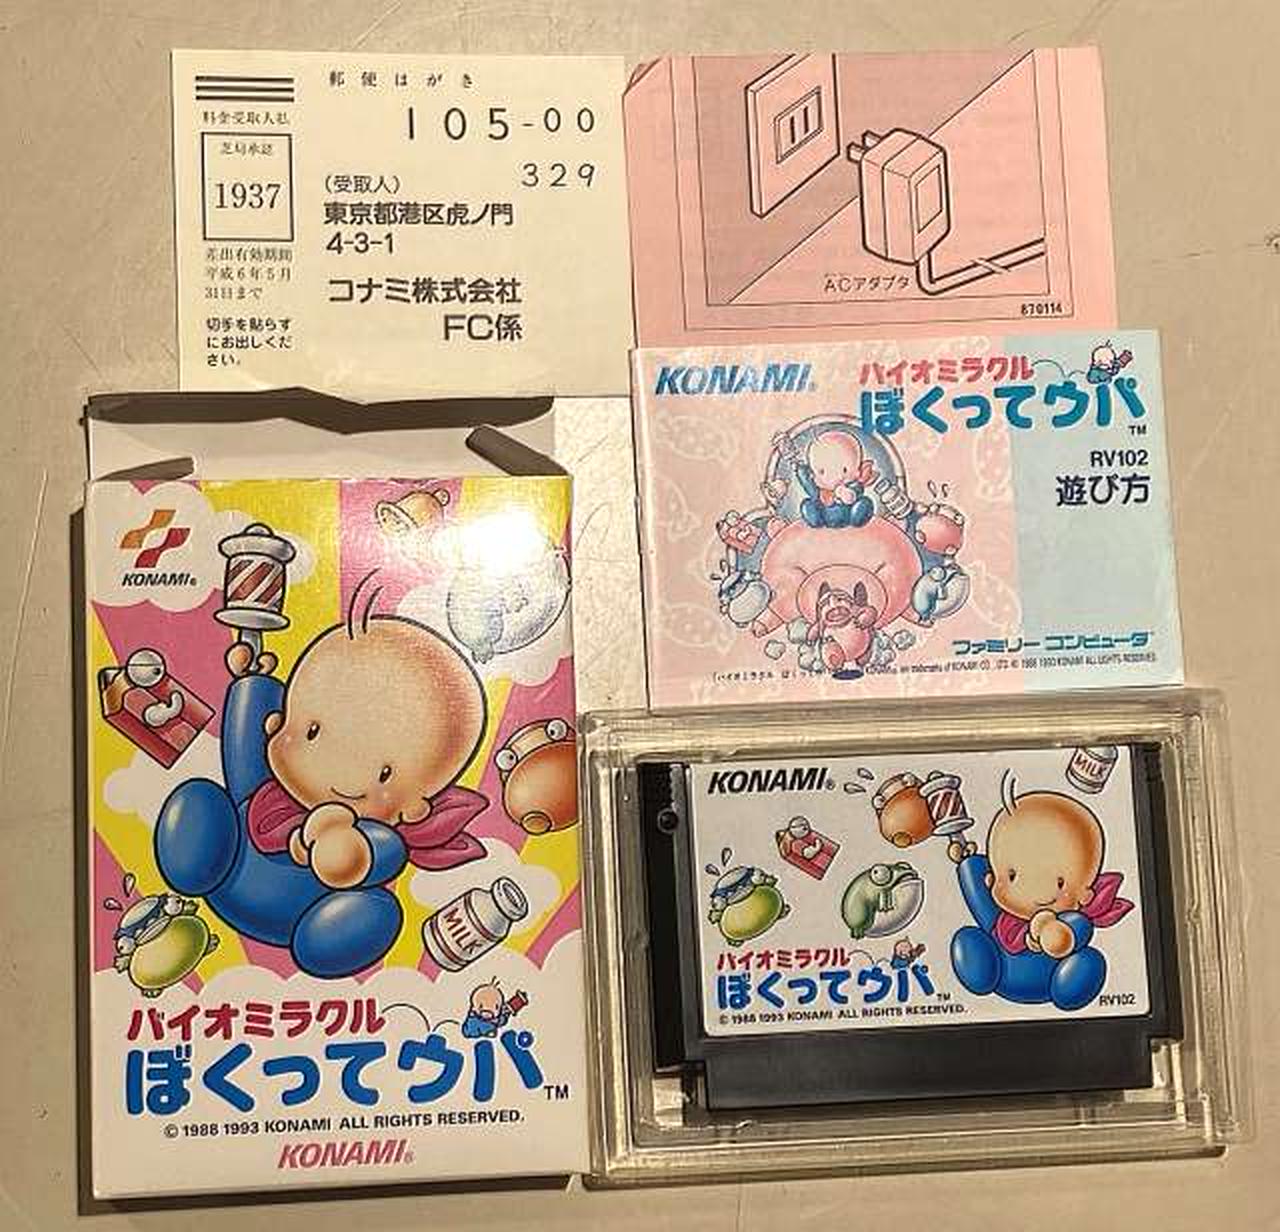 郵便はがき
料金受取人払
105-00
芝局承認
1937
329
(受取人)
東京都港区虎ノ門
4-3-1
差出有効期間
平成6年5月
31日まで
コナミ株式会社
FC係
切手を貼らず
にお出しくだ
さい。
ACアダプタ
870114
KONAMI®
バイオミラクル
ぼくってウパ
TM
RV102
遊び方
ファミリーコンピュータ
KONAMI®
MILK
バイオミラクル
ぼくってウパ
TM
© 1988 1993 KONAMI ALL RIGHTS RESERVED.
KONAMI®
KONAMI®
MILK
バイオミラクル
ぼくってウパ
TM
RV102
© 1988 1993 KONAMI ALL RIGHTS RESERVED.